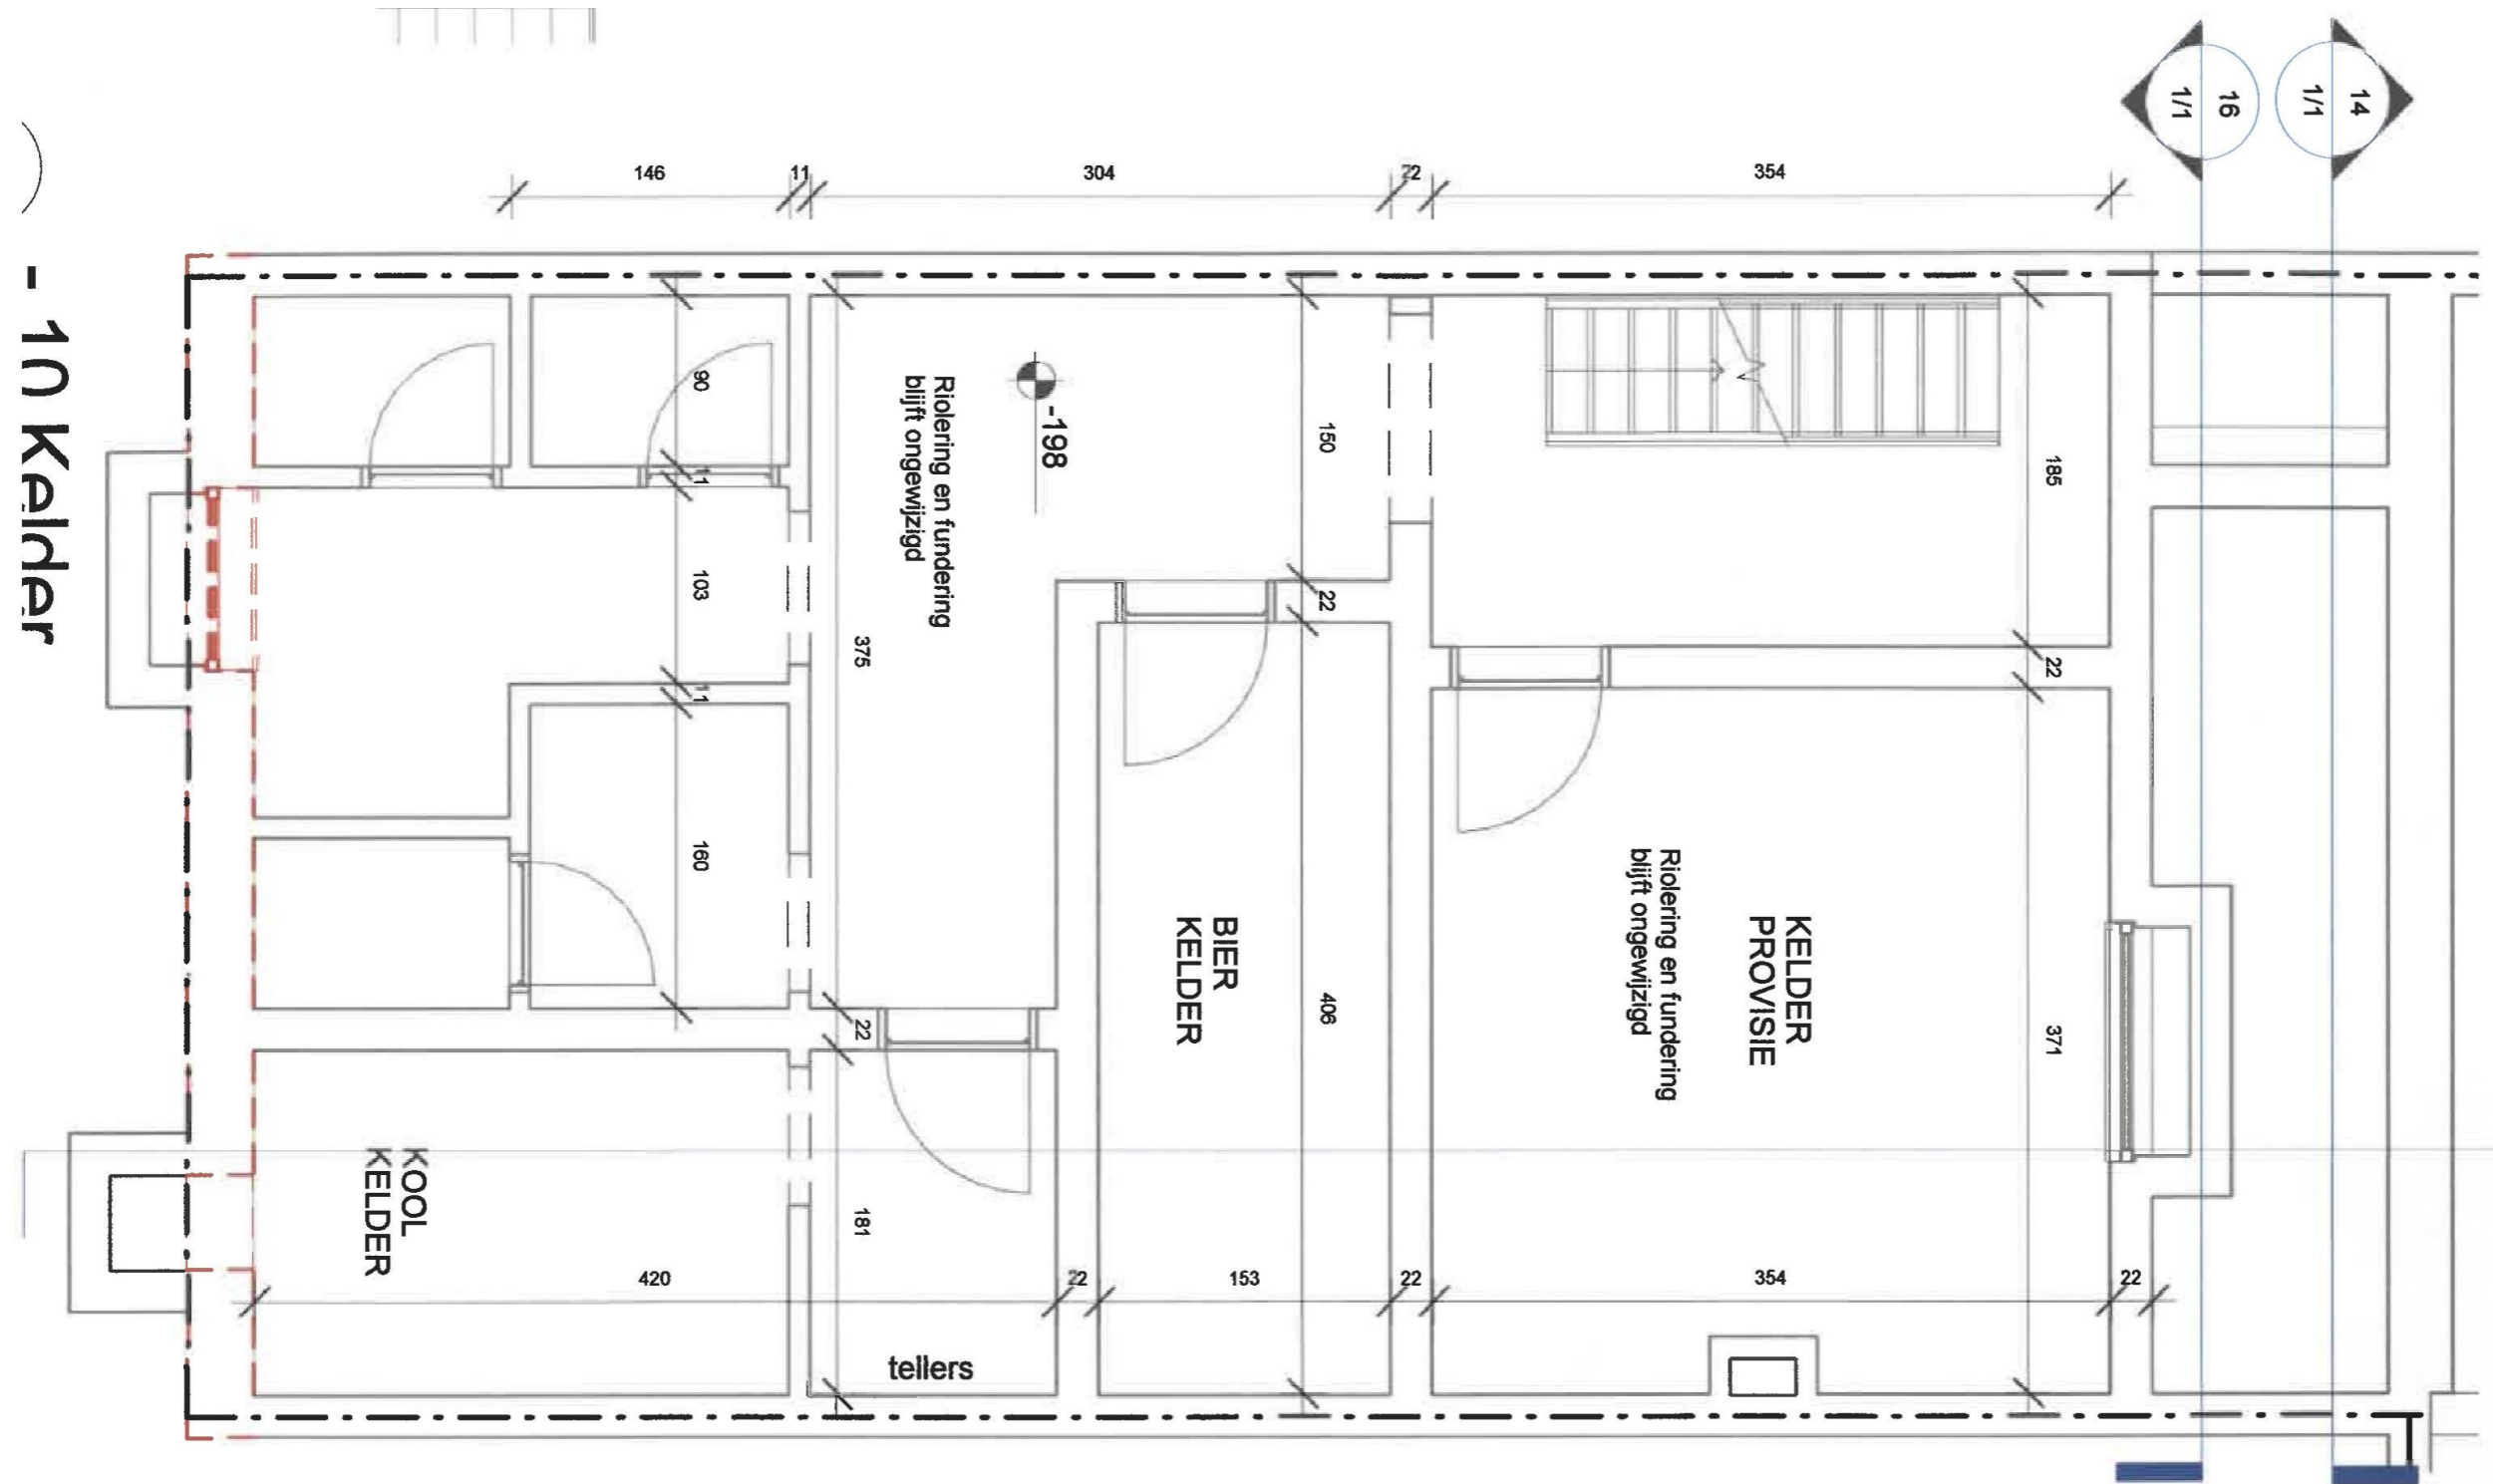 - 10 Kelder
146
11
304
22
354
16
1/1
14
1/1
90
11
103
11
160
375
22
181
Riolering en fundering
blijft ongewijzigd
-198
150
22
406
185
22
371
BIER
KELDER
KELDER
PROVISIE
Riolering en fundering
blijft ongewijzigd
KOOL
KELDER
420
22
153
22
354
22
tellers